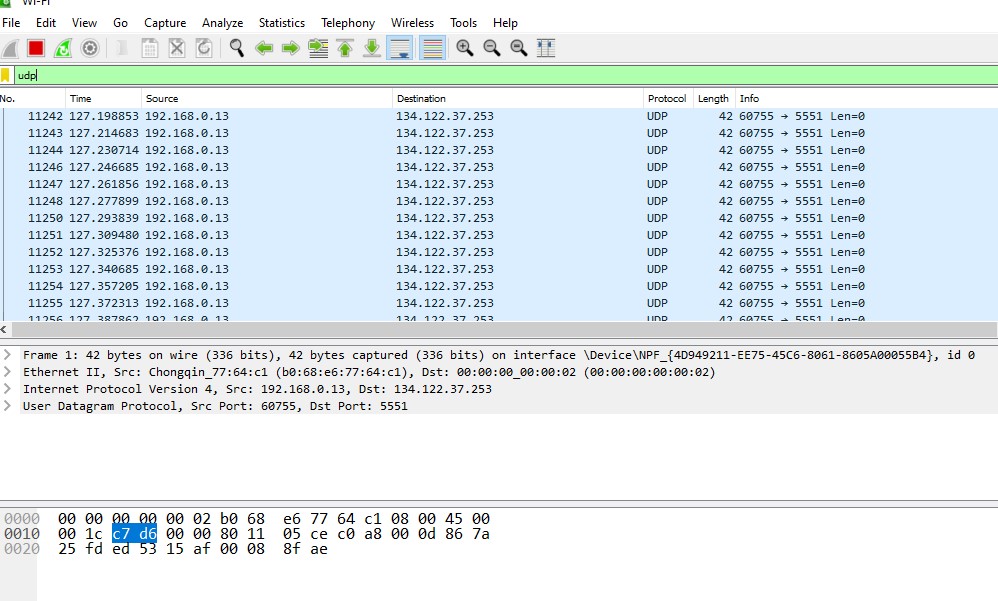 Wi-Fi
File Edit View Go Capture Analyze Statistics Telephony Wireless Tools Help
udp
No. Time Source Destination Protocol Length Info
11242 127.198853 192.168.0.13 134.122.37.253 UDP 42 60755 → 5551 Len=0
11243 127.214683 192.168.0.13 134.122.37.253 UDP 42 60755 → 5551 Len=0
11244 127.230714 192.168.0.13 134.122.37.253 UDP 42 60755 → 5551 Len=0
11246 127.246685 192.168.0.13 134.122.37.253 UDP 42 60755 → 5551 Len=0
11247 127.261856 192.168.0.13 134.122.37.253 UDP 42 60755 → 5551 Len=0
11248 127.277899 192.168.0.13 134.122.37.253 UDP 42 60755 → 5551 Len=0
11250 127.293839 192.168.0.13 134.122.37.253 UDP 42 60755 → 5551 Len=0
11251 127.309480 192.168.0.13 134.122.37.253 UDP 42 60755 → 5551 Len=0
11252 127.325376 192.168.0.13 134.122.37.253 UDP 42 60755 → 5551 Len=0
11253 127.340685 192.168.0.13 134.122.37.253 UDP 42 60755 → 5551 Len=0
11254 127.357205 192.168.0.13 134.122.37.253 UDP 42 60755 → 5551 Len=0
11255 127.372313 192.168.0.13 134.122.37.253 UDP 42 60755 → 5551 Len=0
11256 127.387862 192.168.0.13 134.122.37.253 UDP 42 60755 → 5551 Len=0
Frame 1: 42 bytes on wire (336 bits), 42 bytes captured (336 bits) on interface \Device\NPF_{4D949211-EE75-45C6-8061-8605A00055B4}, id 0
Ethernet II, Src: Chongqin_77:64:c1 (b0:68:e6:77:64:c1), Dst: 00:00:00_00:00:02 (00:00:00:00:00:02)
Internet Protocol Version 4, Src: 192.168.0.13, Dst: 134.122.37.253
User Datagram Protocol, Src Port: 60755, Dst Port: 5551
0000 00 00 00 00 00 02 b0 68 e6 77 64 c1 08 00 45 00
0010 00 1c c7 d6 00 00 80 11 05 ce c0 a8 00 0d 86 7a
0020 25 fd ed 53 15 af 00 08 8f ae